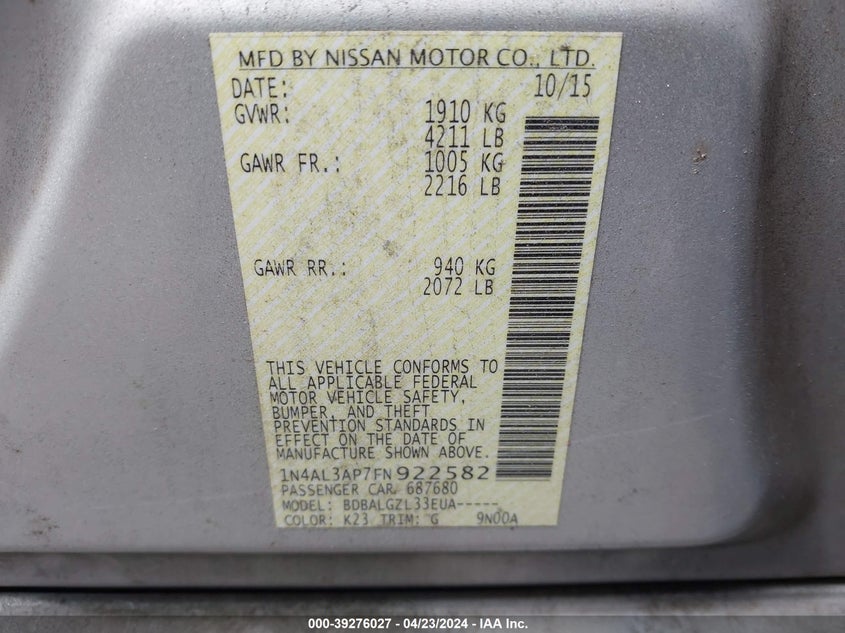 MFD BY NISSAN MOTOR CO., LTD.
DATE: 10/15
GVWR: 1910 KG
4211 LB
GAWR FR.: 1005 KG
2216 LB
GAWR RR.: 940 KG
2072 LB
THIS VEHICLE CONFORMS TO
ALL APPLICABLE FEDERAL
MOTOR VEHICLE SAFETY,
BUMPER, AND THEFT
PREVENTION STANDARDS IN
EFFECT ON THE DATE OF
MANUFACTURE SHOWN ABOVE.
1N4AL3AP7FN922582
PASSENGER CAR 687680
MODEL: BDBALGZL33EUA-----
COLOR: K23 TRIM: G 9N00A
000-39276027 - 04/23/2024 - IAA Inc.